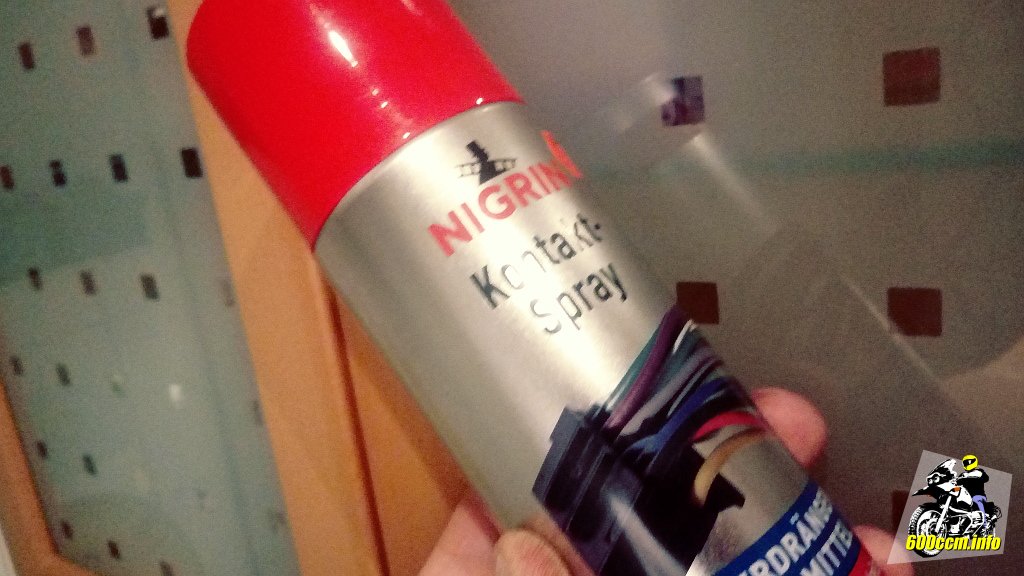 NIGRIN
Kontakt-
Spray
600ccm.info